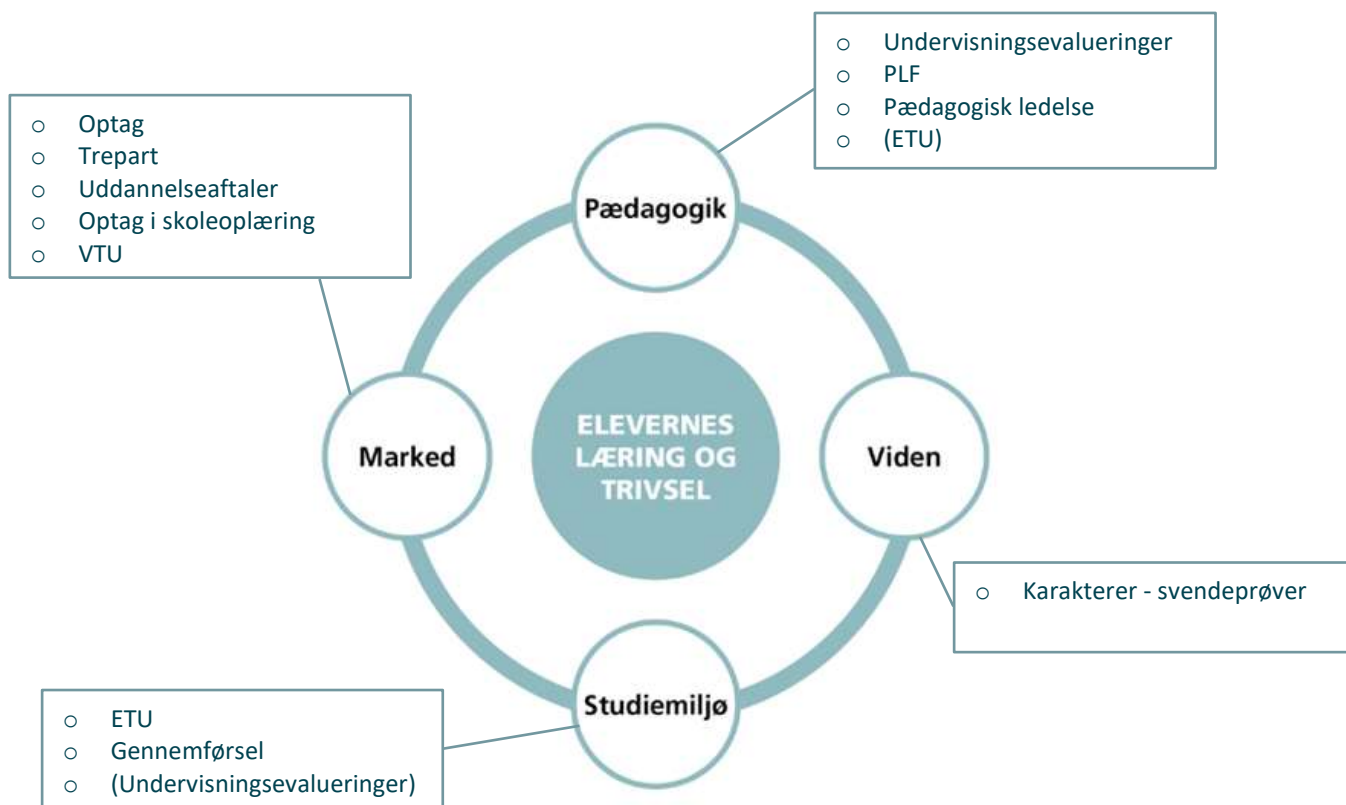 Undervisningsevalueringer
PLF
Pædagogisk ledelse
(ETU)
Optag
Trepart
Uddannelseaftaler
Optag i skoleoplæring
VTU
Pædagogik
Marked
ELEVERNES
LÆRING OG
TRIVSEL
Viden
Karakterer - svendeprøver
Studiemiljø
ETU
Gennemførsel
(Undervisningsevalueringer)